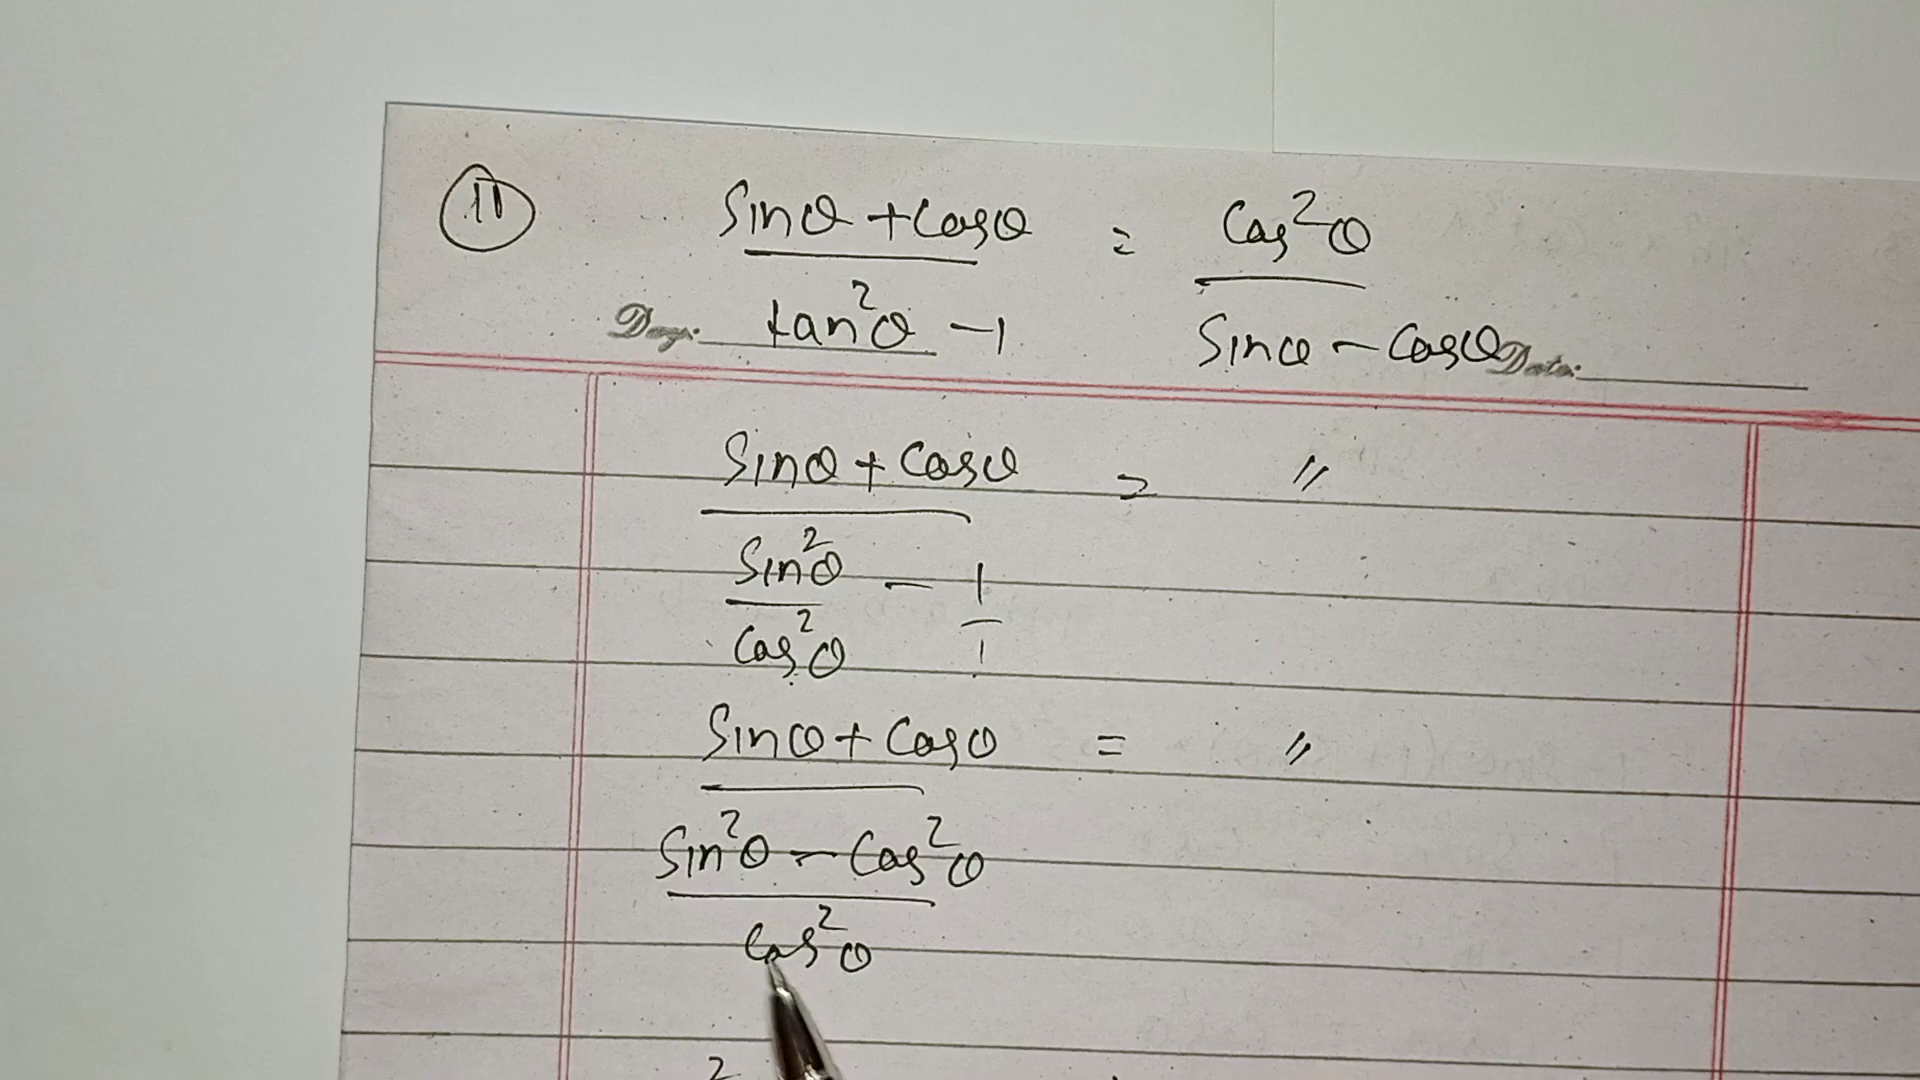 11
Sinθ + Cosθ = Cos²θ
Day: tan²θ - 1 Sinθ - Cosθ Date:
Sinθ + Cosθ = "
Sin²θ - 1
Cos²θ 1
Sinθ + Cosθ = "
Sin²θ - Cos²θ
Cos²θ
2